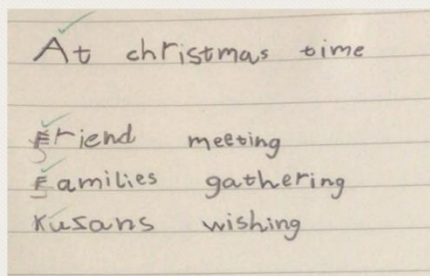 At christmas time
Friend meeting
Families gathering
Kusans wishing